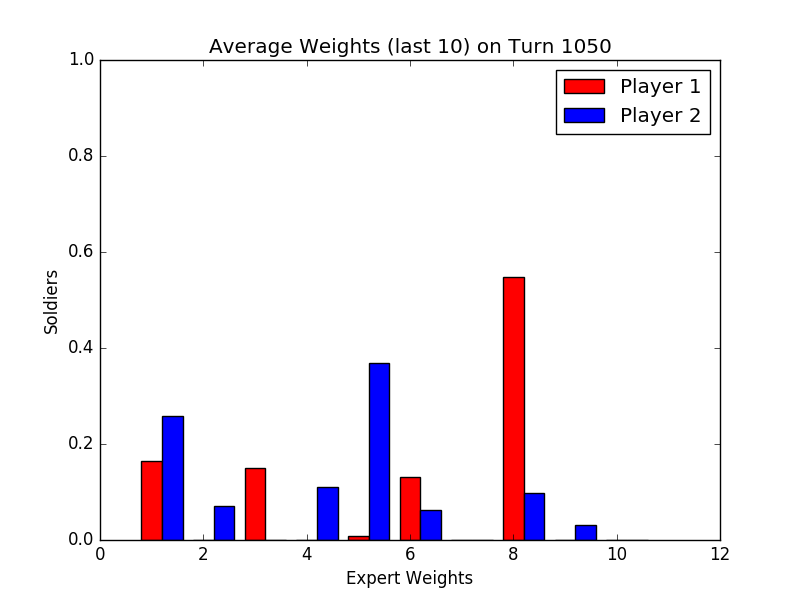 Average Weights (last 10) on Turn 1050
1.0
0.8
0.6
0.4
0.2
0.0
Soldiers
Player 1
Player 2
0 2 4 6 8 10 12
Expert Weights